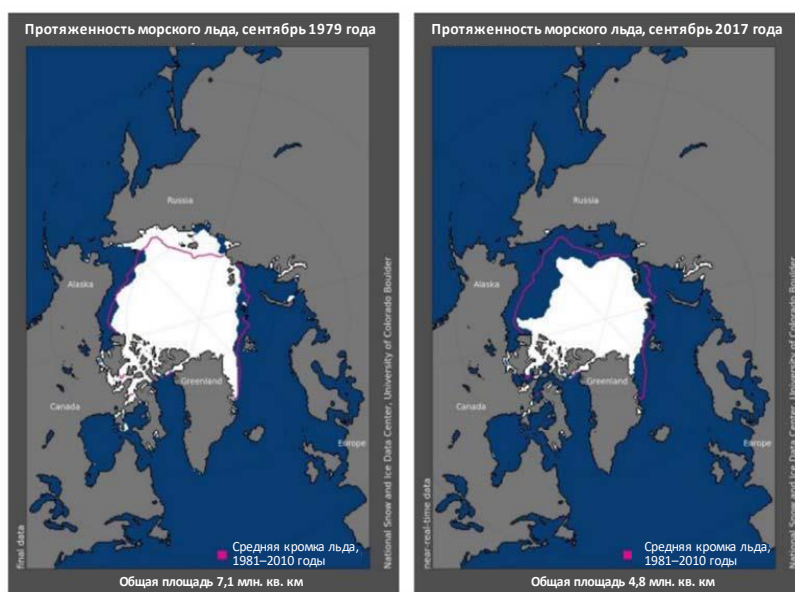 Протяженность морского льда, сентябрь 1979 года
Russia
Alaska
Greenland
Canada
Europe
final data
National Snow and Ice Data Center, University of Colorado Boulder
Средняя кромка льда,
1981–2010 годы
Общая площадь 7,1 млн. кв. км
Протяженность морского льда, сентябрь 2017 года
Russia
Alaska
Greenland
Canada
Europe
near-real-time data
National Snow and Ice Data Center, University of Colorado Boulder
Средняя кромка льда,
1981–2010 годы
Общая площадь 4,8 млн. кв. км